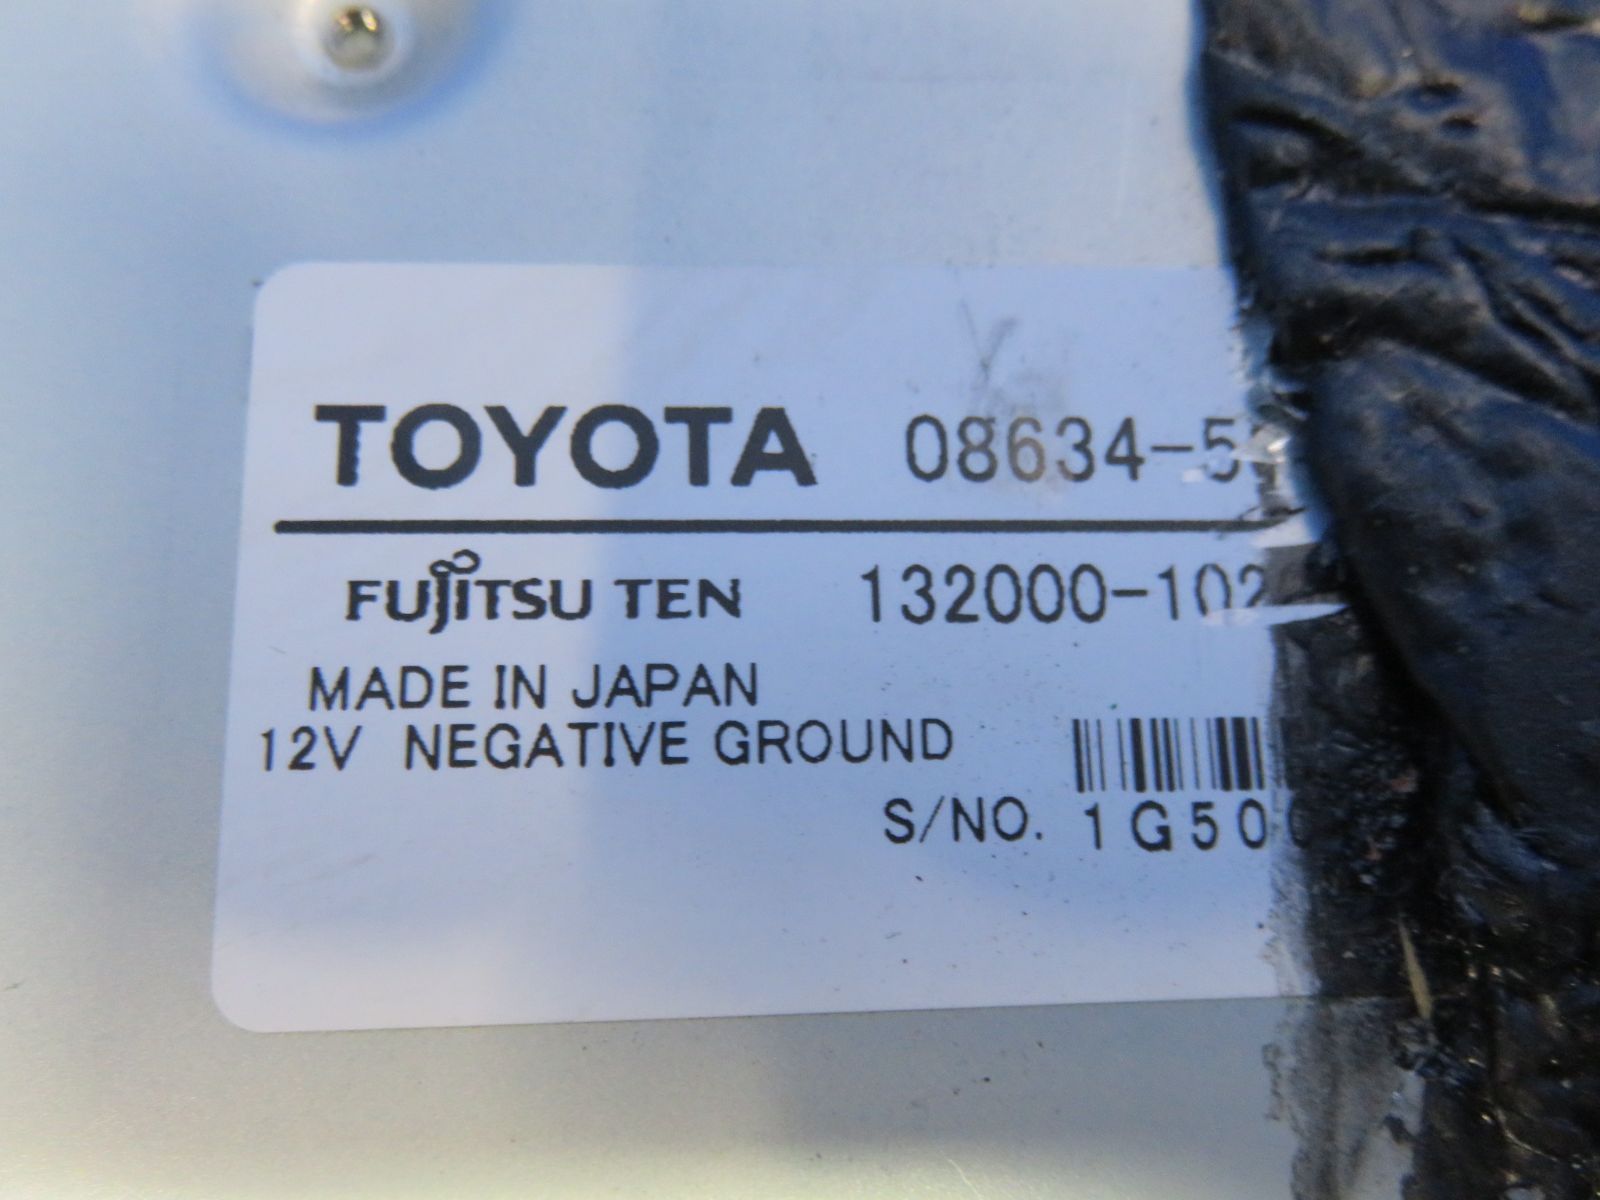 TOYOTA 08634-5
FUJITSU TEN 132000-102
MADE IN JAPAN
12V NEGATIVE GROUND
S/NO. 1G50